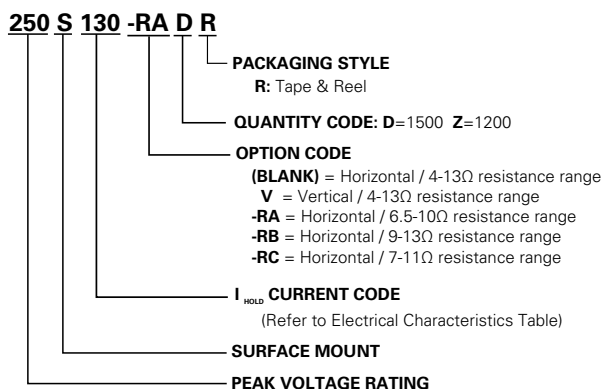 250 S 130 -RA D R
PACKAGING STYLE
R: Tape & Reel
QUANTITY CODE: D=1500 Z=1200
OPTION CODE
(BLANK) = Horizontal / 4-13Ω resistance range
V = Vertical / 4-13Ω resistance range
-RA = Horizontal / 6.5-10Ω resistance range
-RB = Horizontal / 9-13Ω resistance range
-RC = Horizontal / 7-11Ω resistance range
I HOLD CURRENT CODE
(Refer to Electrical Characteristics Table)
SURFACE MOUNT
PEAK VOLTAGE RATING